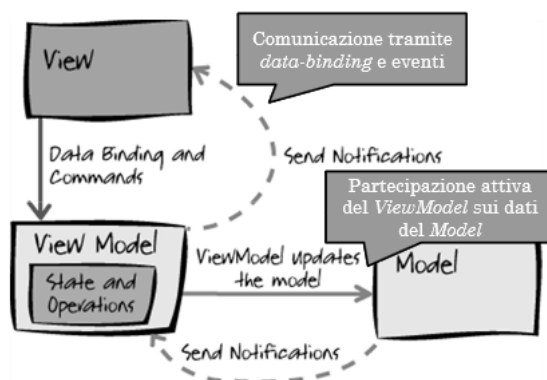 View
Comunicazione tramite
data-binding e eventi
Data Binding and
Commands
Send Notifications
Partecipazione attiva
del ViewModel sui dati
del Model
View Model
State and
Operations
ViewModel updates
the model
Model
Send Notifications